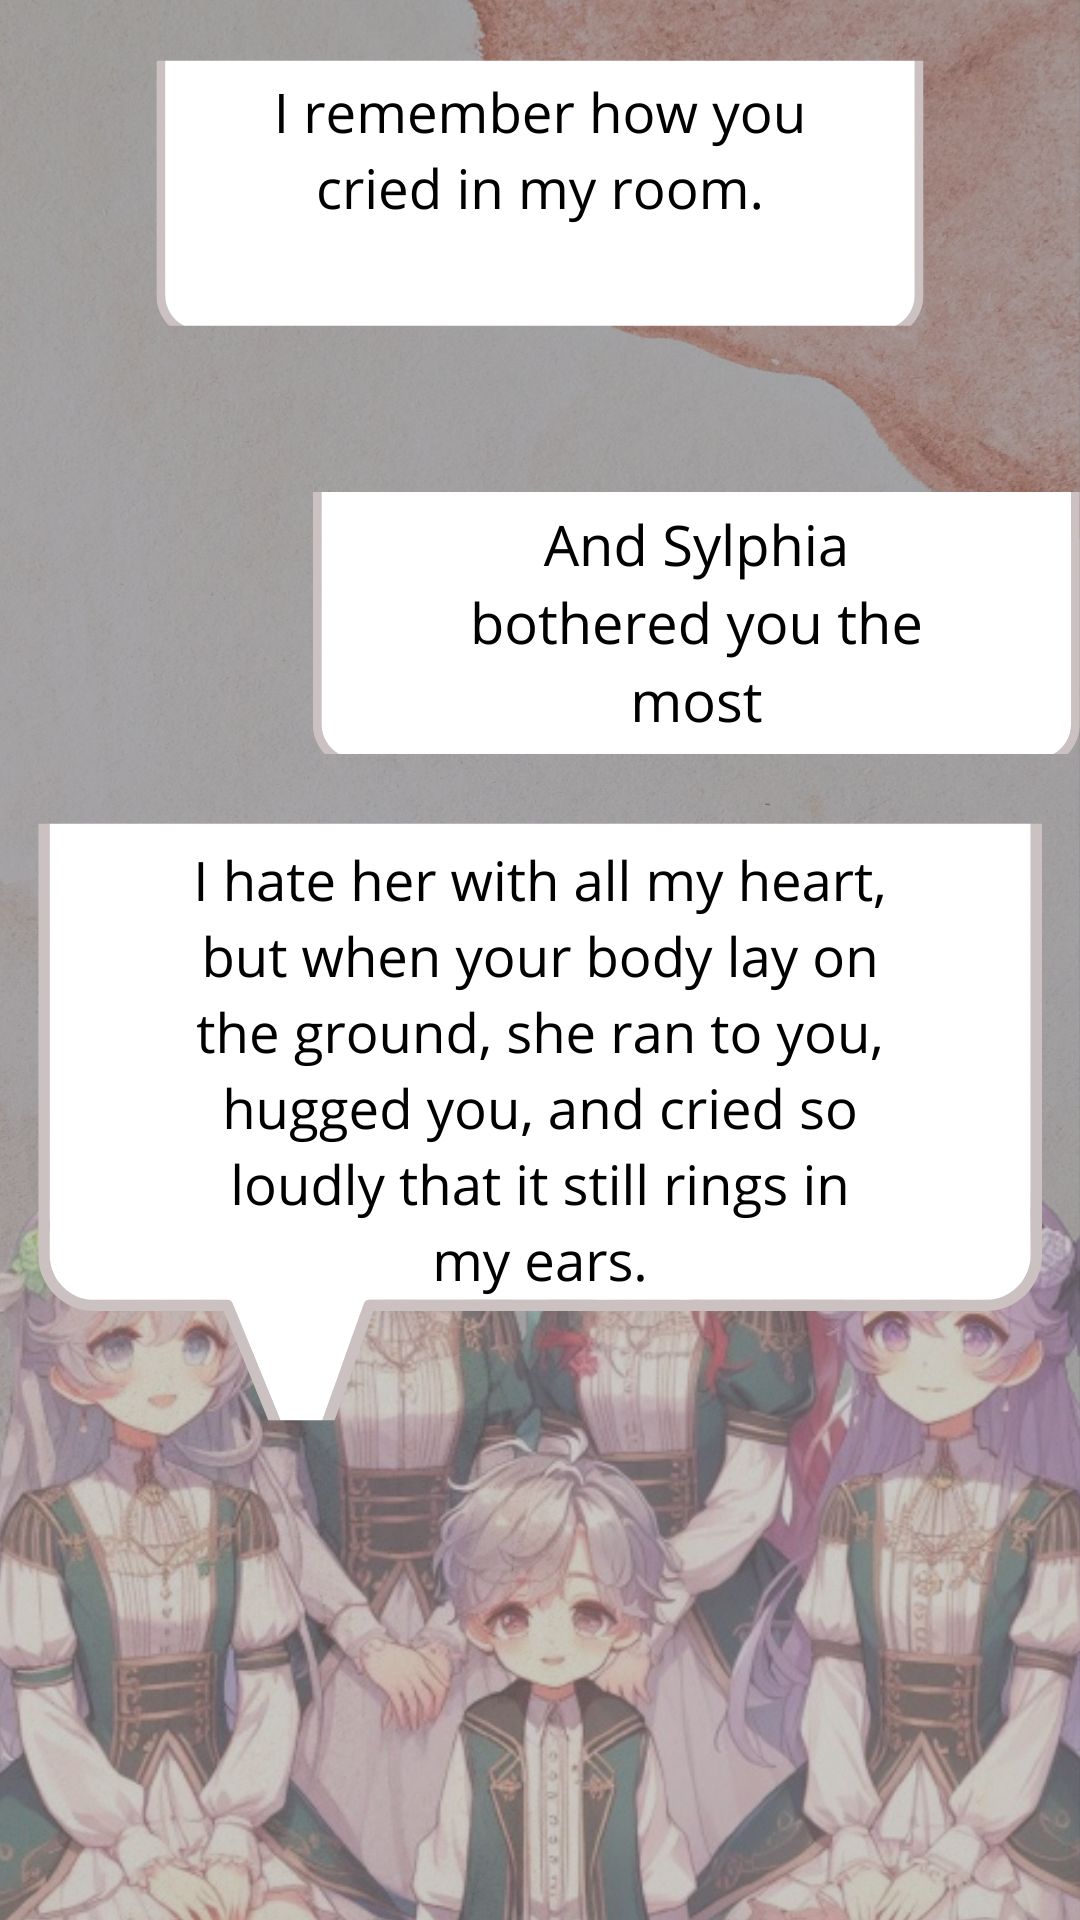 I remember how you
cried in my room.
And Sylphia
bothered you the
most
I hate her with all my heart,
but when your body lay on
the ground, she ran to you,
hugged you, and cried so
loudly that it still rings in
my ears.